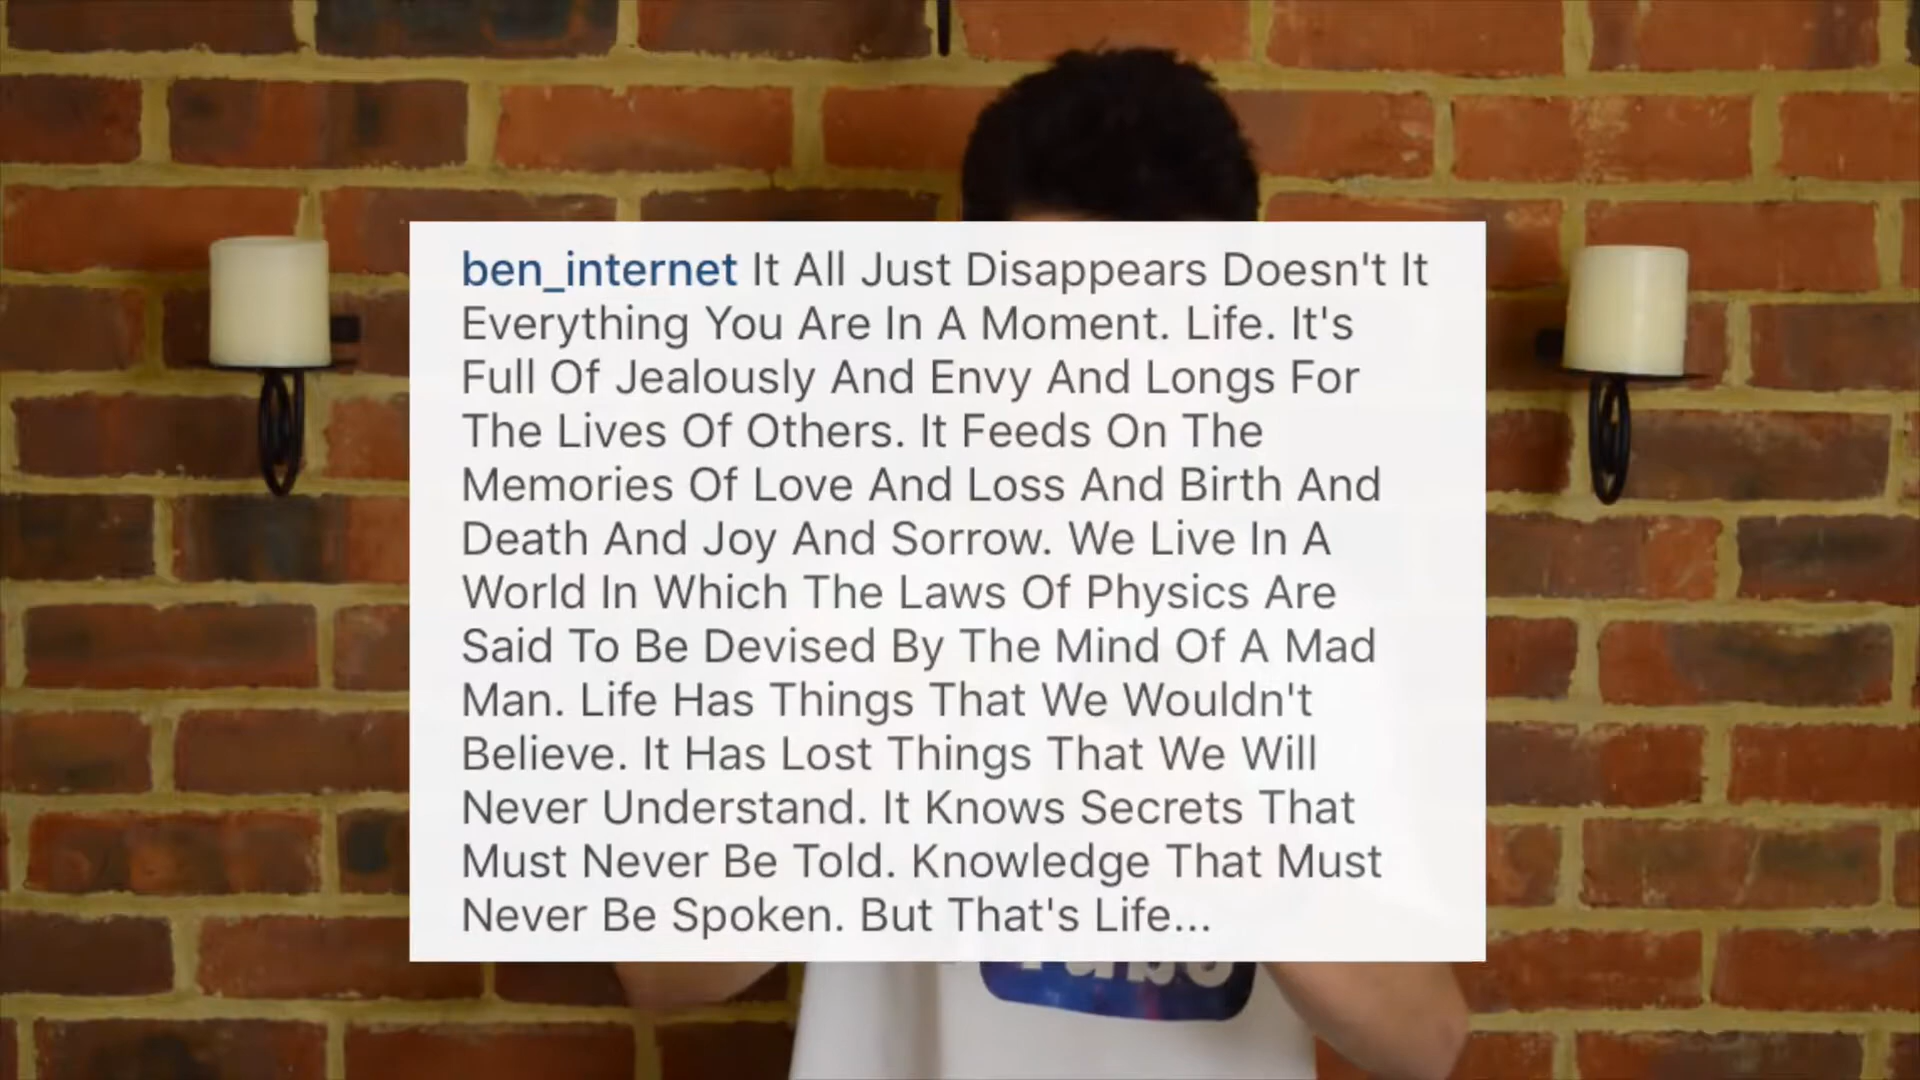 ben_internet It All Just Disappears Doesn't It
Everything You Are In A Moment. Life. It's
Full Of Jealously And Envy And Longs For
The Lives Of Others. It Feeds On The
Memories Of Love And Loss And Birth And
Death And Joy And Sorrow. We Live In A
World In Which The Laws Of Physics Are
Said To Be Devised By The Mind Of A Mad
Man. Life Has Things That We Wouldn't
Believe. It Has Lost Things That We Will
Never Understand. It Knows Secrets That
Must Never Be Told. Knowledge That Must
Never Be Spoken. But That's Life...